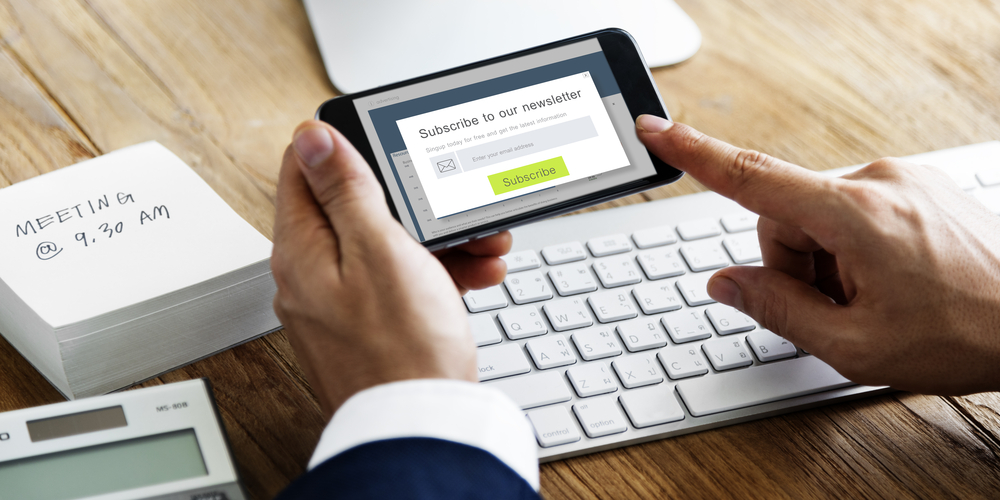 MEETING
@ 9.30 AM
Subscribe to our newsletter
Singup today for free and get the latest information
Enter your email address
Subscribe
MS-80B
Q
W
E
R
A
S
D
F
G
Z
X
C
V
B
lock
control
option